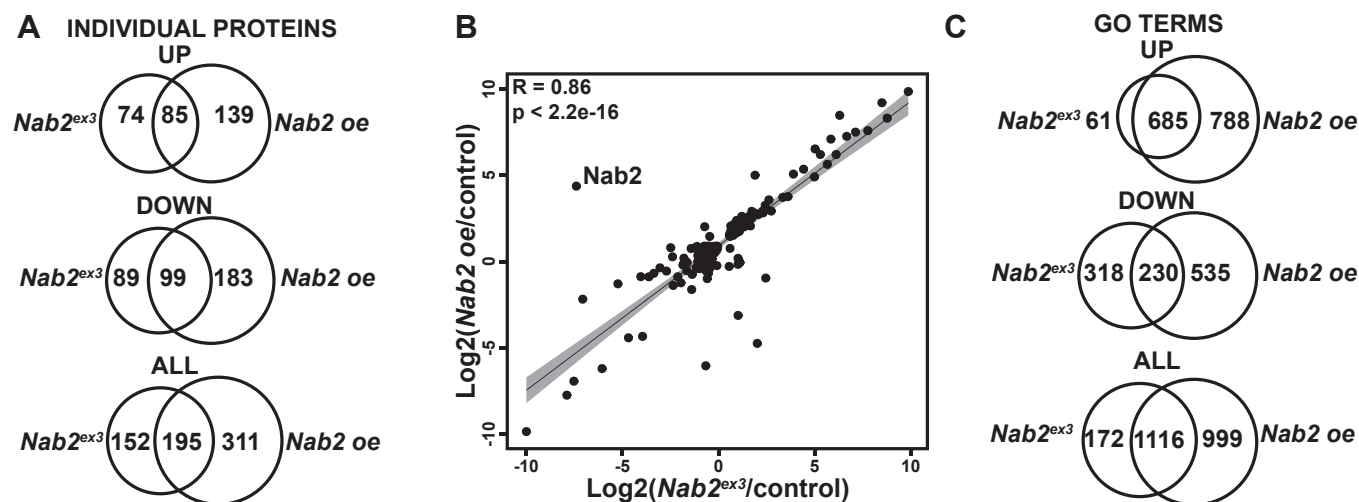 A INDIVIDUAL PROTEINS
UP
Nab2ex3 74 85 139 Nab2 oe
DOWN
Nab2ex3 89 99 183 Nab2 oe
ALL
Nab2ex3 152 195 311 Nab2 oe
B
R = 0.86
p < 2.2e-16
Nab2
Log2(Nab2 oe/control)
10
5
0
-5
-10
-10 -5 0 5 10
Log2(Nab2ex3/control)
C GO TERMS
UP
Nab2ex3 61 685 788 Nab2 oe
DOWN
Nab2ex3 318 230 535 Nab2 oe
ALL
Nab2ex3 172 1116 999 Nab2 oe